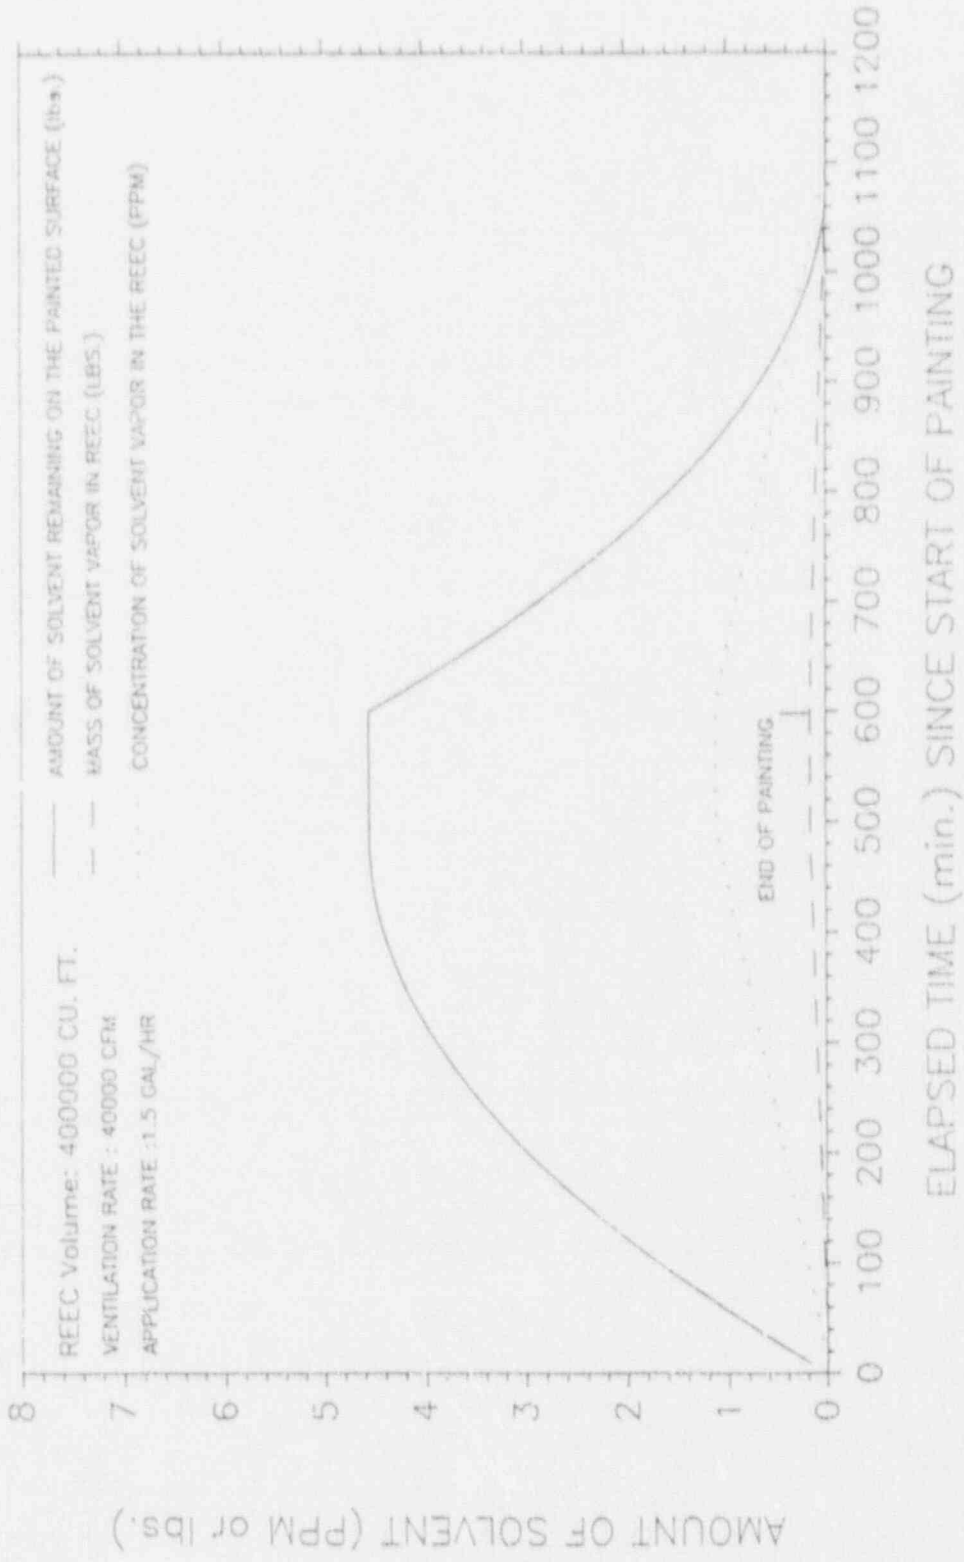 8
7
6
5
4
3
2
1
0
AMOUNT OF SOLVENT (PPM or lbs.)
REEC Volume: 400000 CU. FT.
VENTILATION RATE : 40000 CFM
APPLICATION RATE :1.5 GAL/HR
AMOUNT OF SOLVENT REMAINING ON THE PAINTED SURFACE (lbs.)
MASS OF SOLVENT VAPOR IN REEC (LBS.)
CONCENTRATION OF SOLVENT VAPOR IN THE REEC (PPM)
END OF PAINTING
0 100 200 300 400 500 600 700 800 900 1000 1100 1200
ELAPSED TIME (min.) SINCE START OF PAINTING